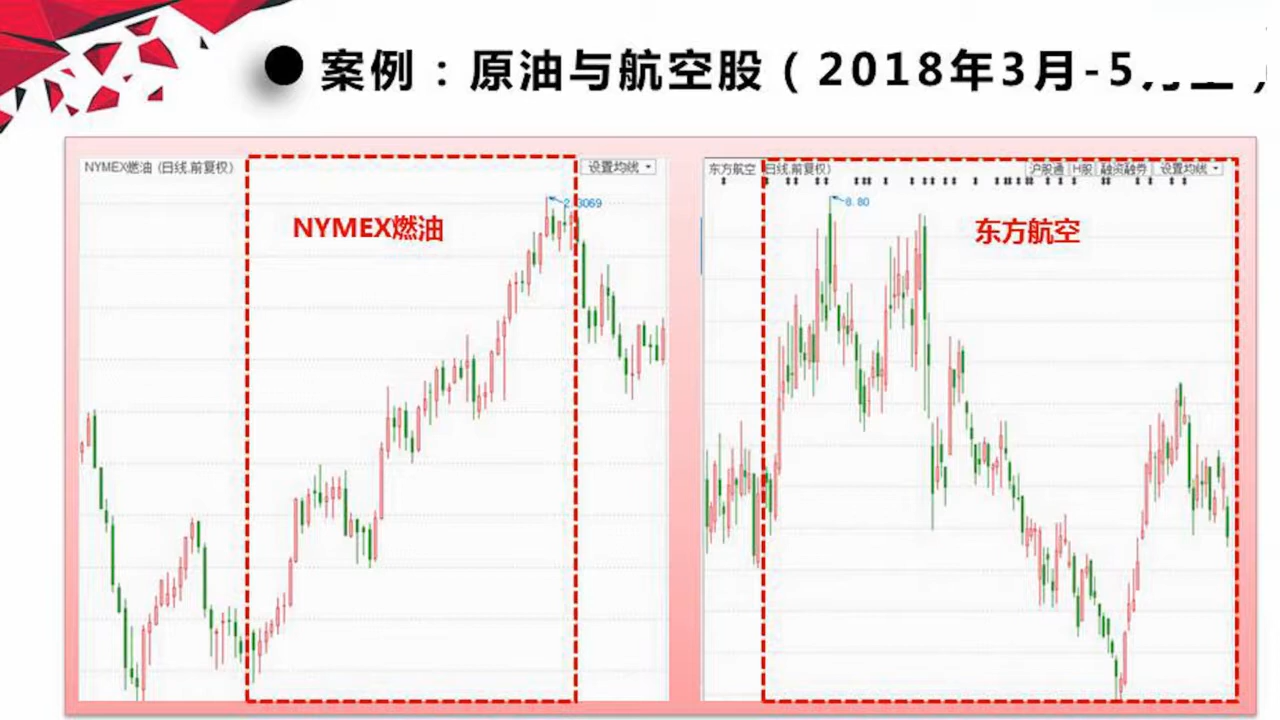 案例：原油与航空股（2018年3月-5
NYMEX燃油 (日线.前复权)
设置均线
NYMEX燃油
东方航空
日线.前复权)
沪股通 H股 融资融券 设置均线
8.80
东方航空